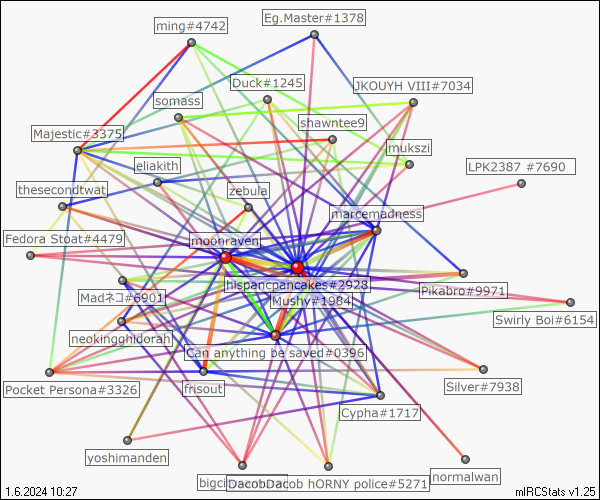 Eg.Master#1378
ming#4742
Duck#1245
JKOUYH VIII#7034
somass
shawntee9
Majestic#3375
mukszi
eliakith
LPK2387 #7690
thesecondtwat
zebula
marcemadness
Fedora Stoat#4479
moonraven
hispancpancakes#2928
Madネコ#6901
Mushy#1984
Pikabro#9971
Swirly Boi#6154
neokingghidorah
Can anything be saved#0396
Pocket Persona#3326
frisout
Silver#7938
Cypha#1717
yoshimanden
normalwan
DacobDacob hORNY police#5271
1.6.2024 10:27
mIRCStats v1.25